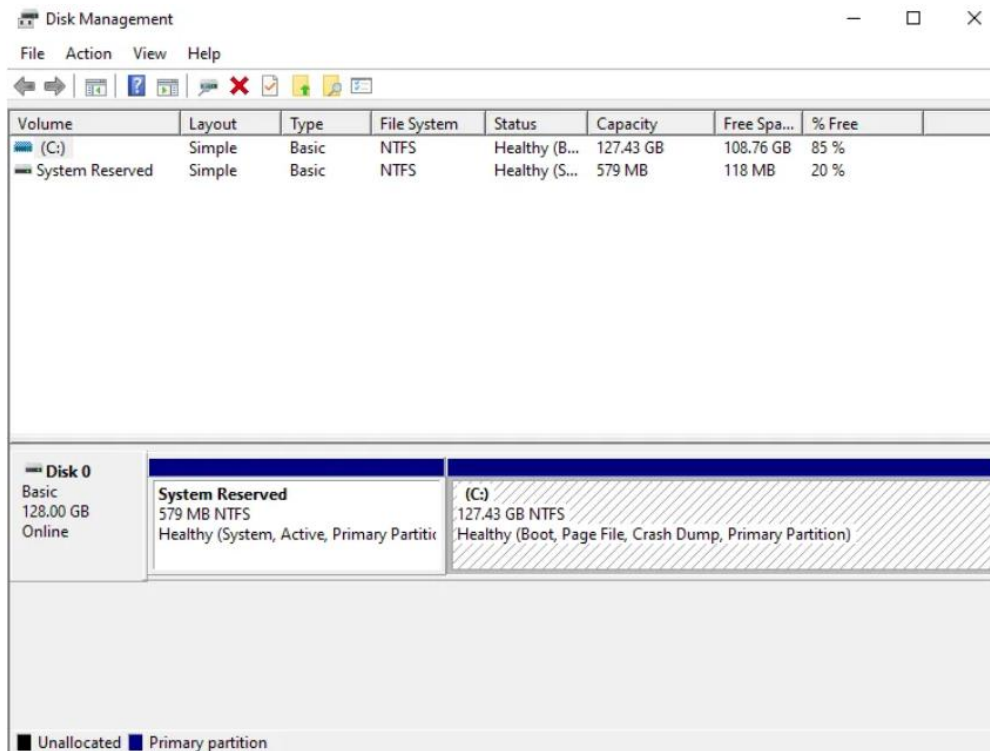 Disk Management
File Action View Help
Volume Layout Type File System Status Capacity Free Spa... % Free
(C:) Simple Basic NTFS Healthy (B... 127.43 GB 108.76 GB 85 %
System Reserved Simple Basic NTFS Healthy (S... 579 MB 118 MB 20 %
Disk 0
Basic
128.00 GB
Online
System Reserved
579 MB NTFS
Healthy (System, Active, Primary Partitic
(C:)
127.43 GB NTFS
Healthy (Boot, Page File, Crash Dump, Primary Partition)
Unallocated Primary partition